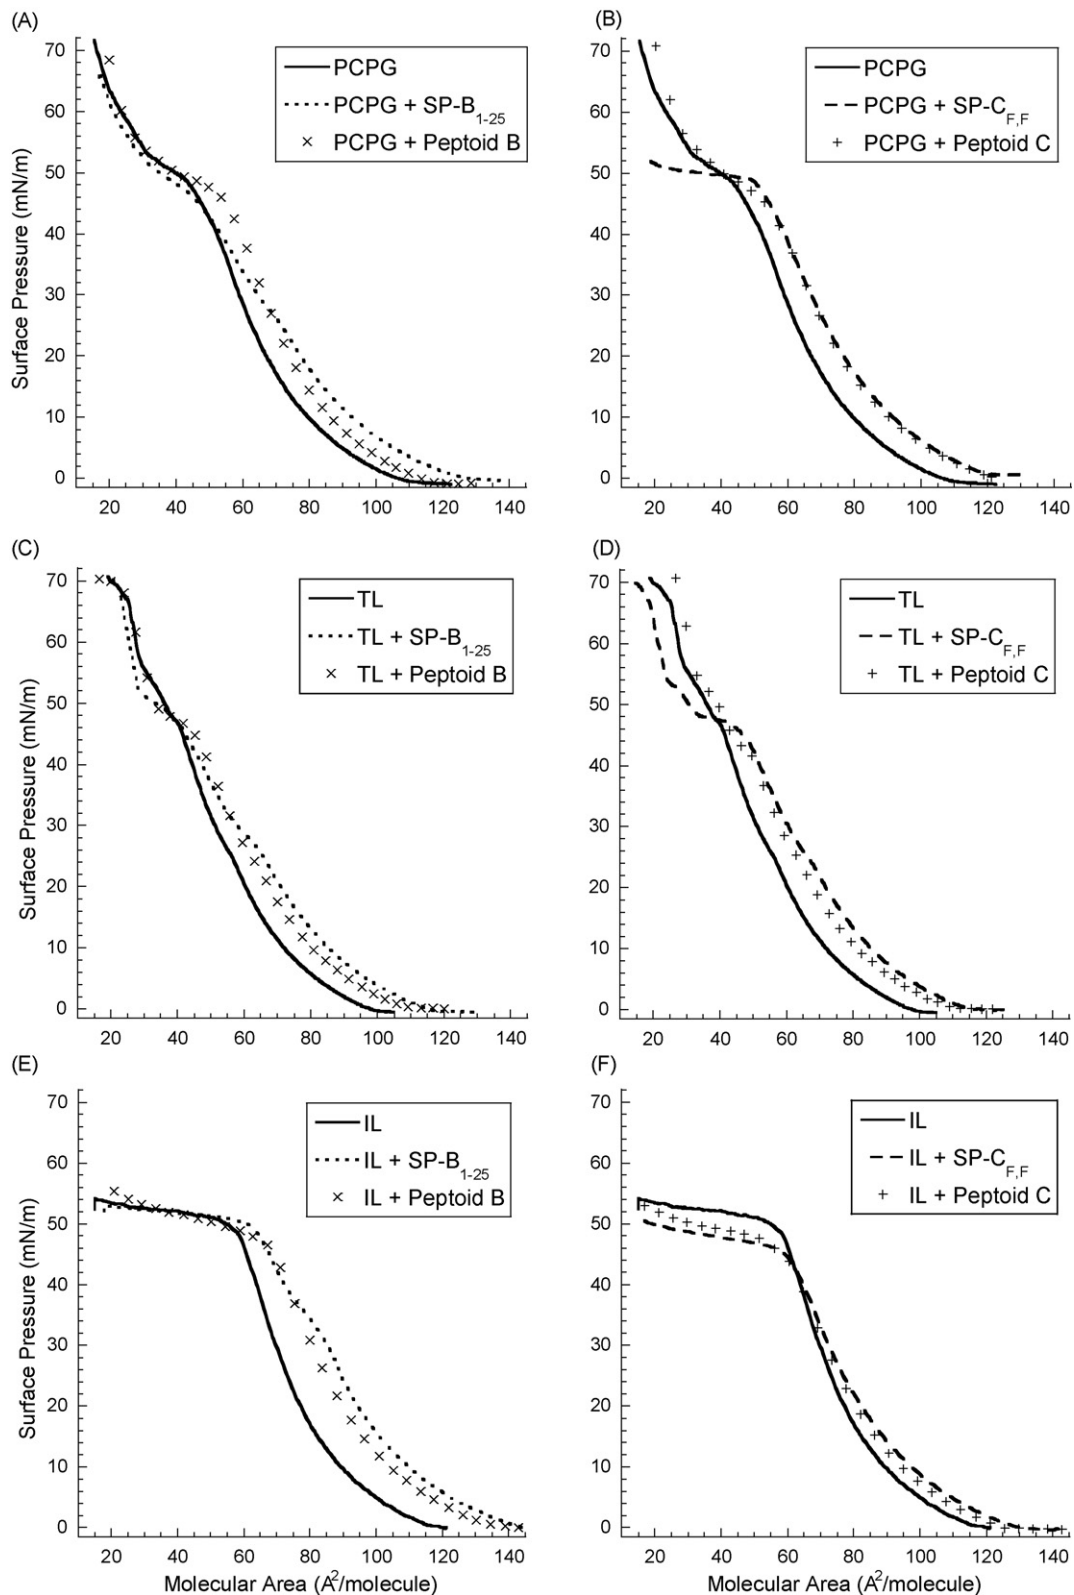 (A)
(B)
PCPG
PCPG + SP-B1-25
PCPG + Peptoid B
PCPG
PCPG + SP-CF,F
PCPG + Peptoid C
Surface Pressure (mN/m)
70
60
50
40
30
20
10
0
20 40 60 80 100 120 140
70
60
50
40
30
20
10
0
20 40 60 80 100 120 140
(C)
(D)
TL
TL + SP-B1-25
TL + Peptoid B
TL
TL + SP-CF,F
TL + Peptoid C
Surface Pressure (mN/m)
70
60
50
40
30
20
10
0
20 40 60 80 100 120 140
70
60
50
40
30
20
10
0
20 40 60 80 100 120 140
(E)
(F)
IL
IL + SP-B1-25
IL + Peptoid B
IL
IL + SP-CF,F
IL + Peptoid C
Surface Pressure (mN/m)
70
60
50
40
30
20
10
0
20 40 60 80 100 120 140
70
60
50
40
30
20
10
0
20 40 60 80 100 120 140
Molecular Area (A2/molecule)
Molecular Area (A2/molecule)